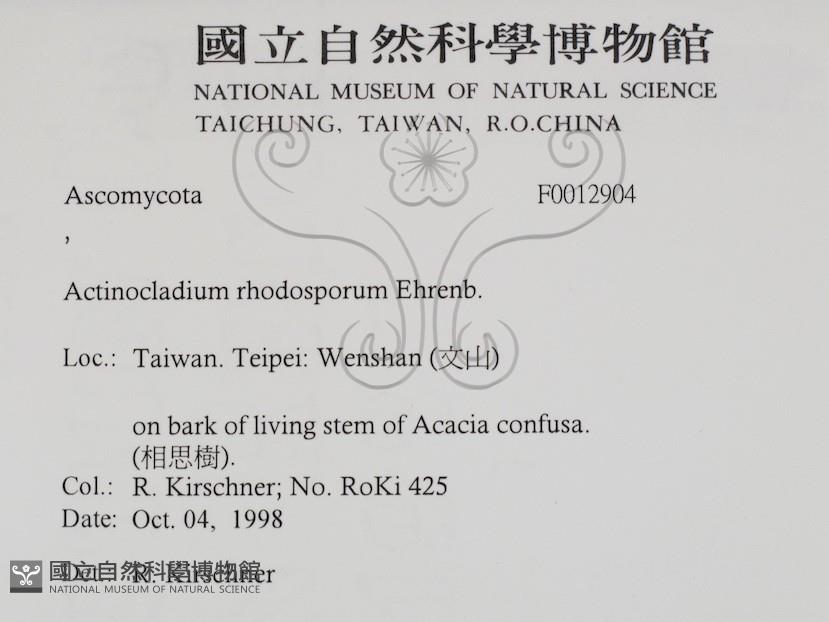 國立自然科學博物館
NATIONAL MUSEUM OF NATURAL SCIENCE
TAICHUNG, TAIWAN, R.O.CHINA
Ascomycota F0012904
,
Actinocladium rhodosporum Ehrenb.
Loc.: Taiwan. Teipei: Wenshan (文山)
on bark of living stem of Acacia confusa.
(相思樹).
Col.: R. Kirschner; No. RoKi 425
Date: Oct. 04, 1998
Det.: R. Kirschner
國立自然科學博物館
NATIONAL MUSEUM OF NATURAL SCIENCE